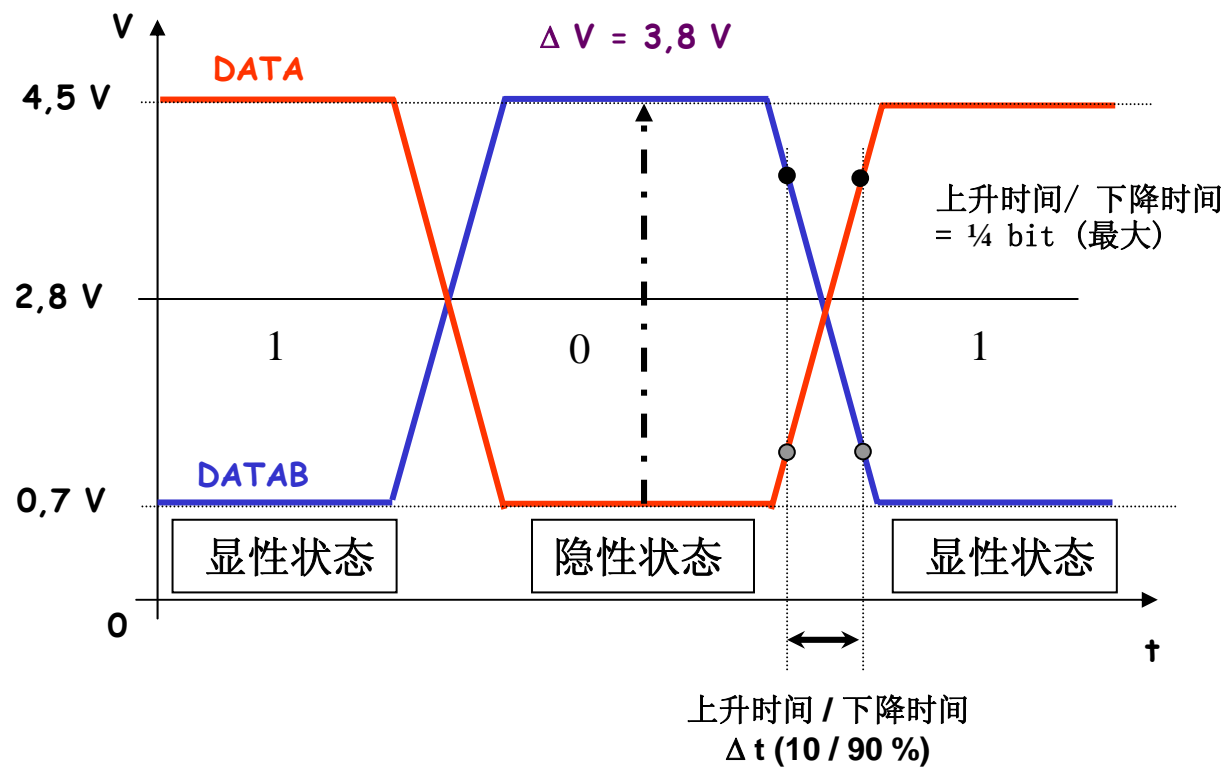 V
Δ V = 3,8 V
DATA
4,5 V
上升时间/ 下降时间
= ¼ bit (最大)
2,8 V
1
0
1
DATAB
0,7 V
显性状态
隐性状态
显性状态
0
t
上升时间 / 下降时间
Δ t (10 / 90 %)